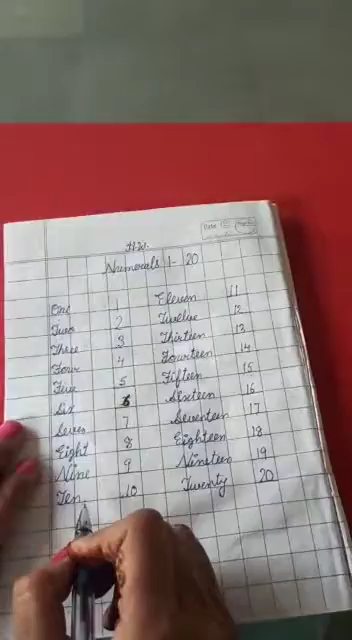 H.W.
Numerals 1-20
One 1 Eleven 11
Two 2 Twelve 12
Three 3 Thirteen 13
Four 4 Fourteen 14
Five 5 Fifteen 15
Six 6 Sixteen 16
Seven 7 Seventeen 17
Eight 8 Eighteen 18
Nine 9 Nineteen 19
Ten 10 Twenty 20